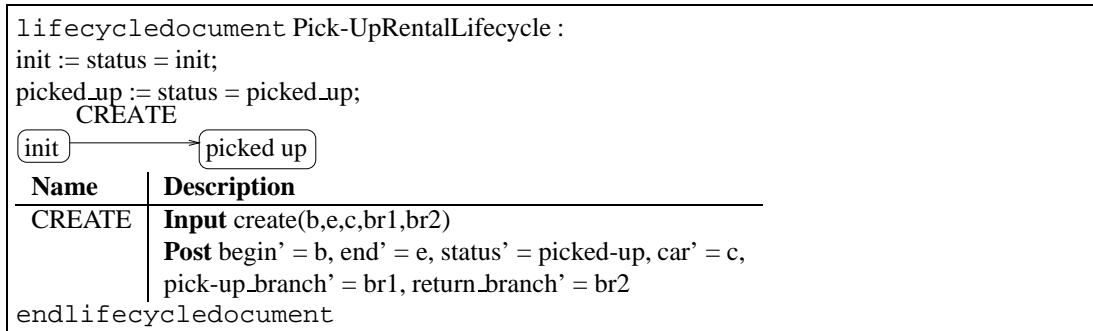 lifecycledocument Pick-UpRentalLifecycle :
init := status = init;
picked_up := status = picked_up;
CREATE
init picked up
Name Description
CREATE Input create(b,e,c,br1,br2)
Post begin’ = b, end’ = e, status’ = picked-up, car’ = c,
pick-up_branch’ = br1, return_branch’ = br2
endlifecycledocument